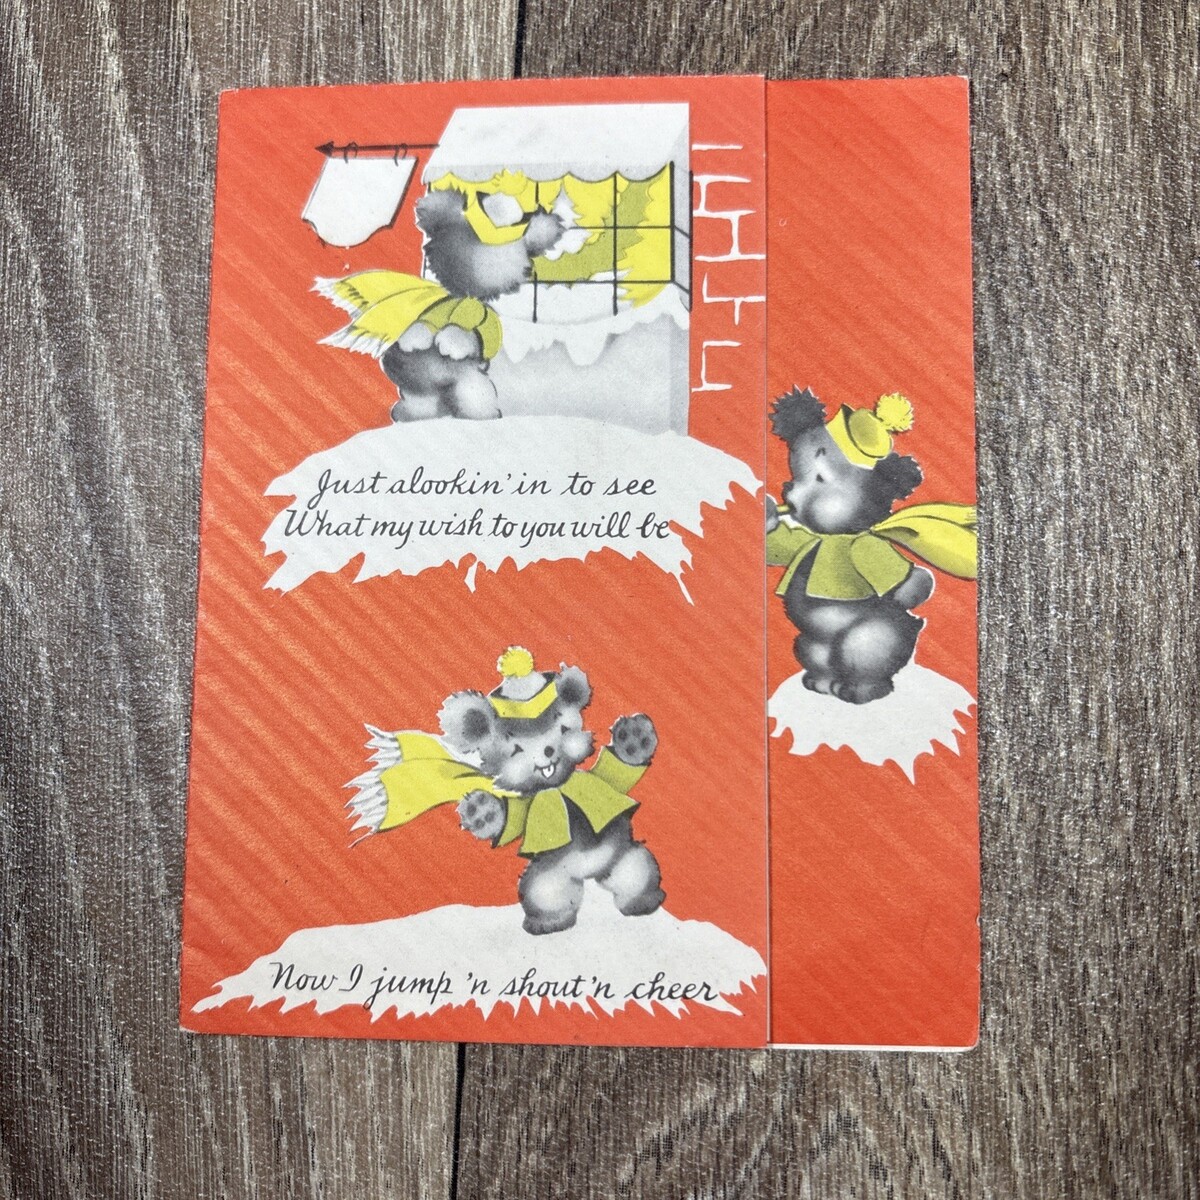 Just alookin' in to see
What my wish to you will be
Now I jump 'n shout 'n cheer